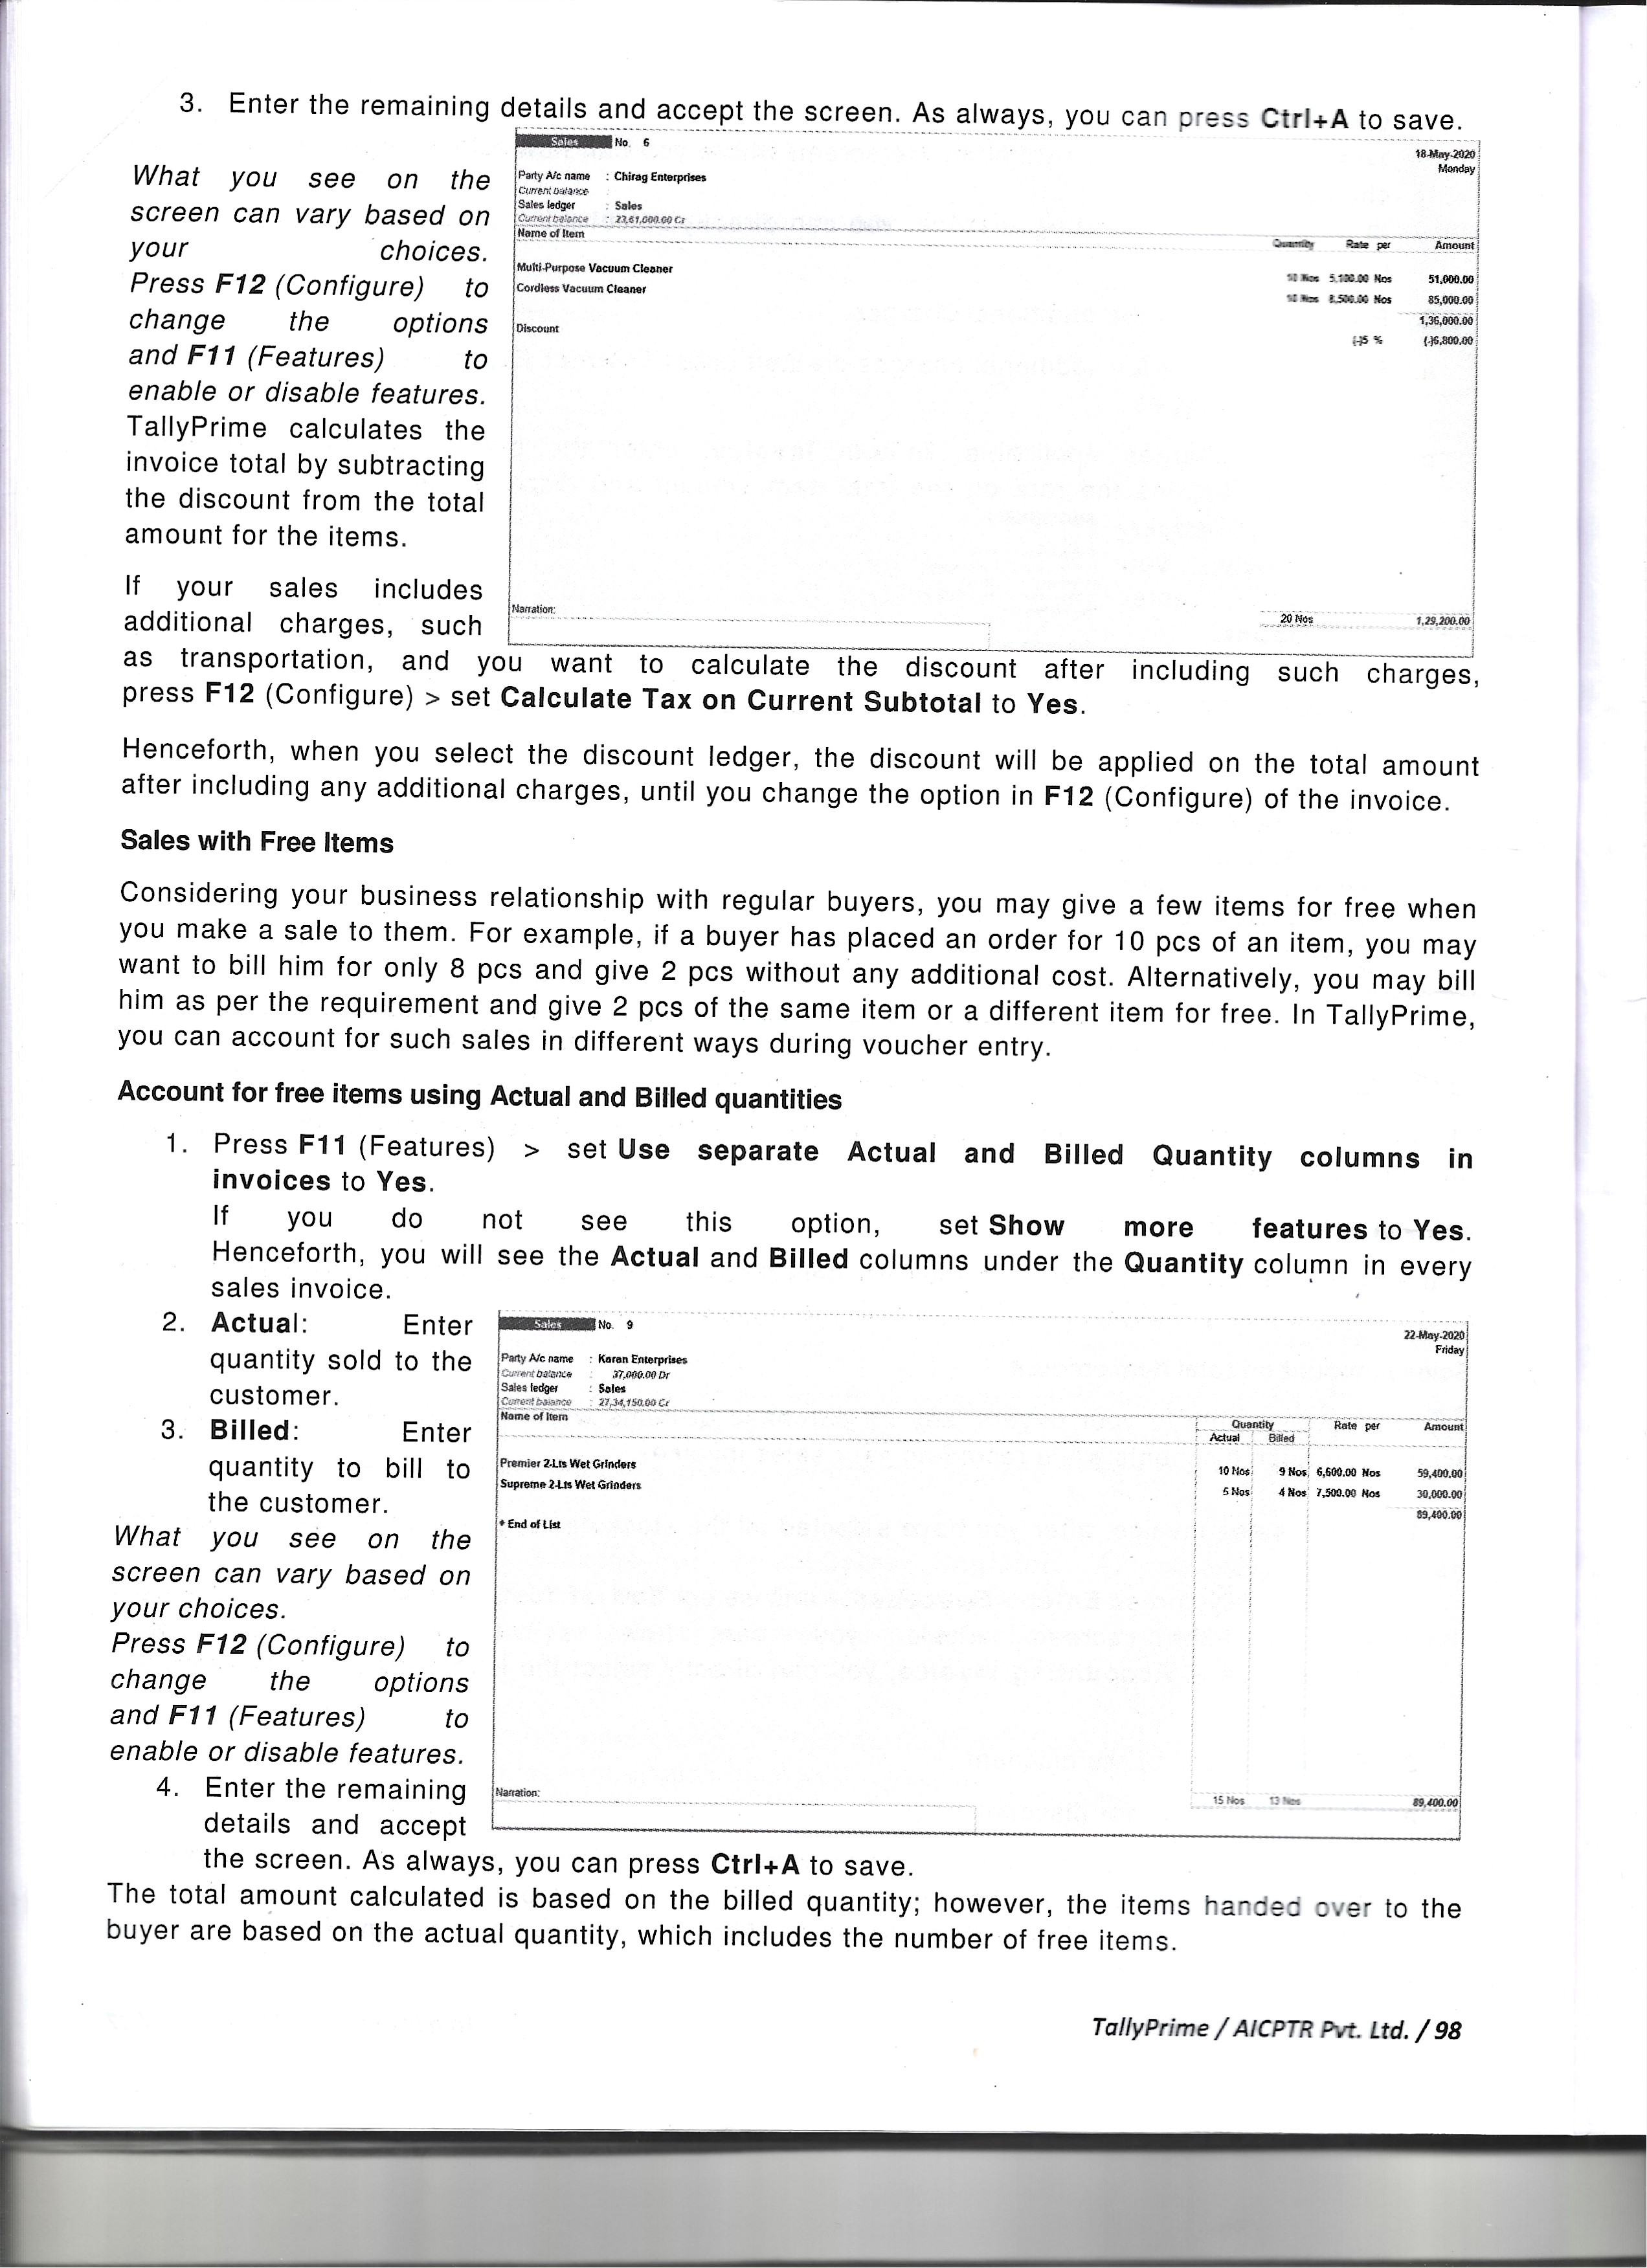 3. Enter the remaining details and accept the screen. As always, you can press Ctrl+A to save.
Sales No. 6
18-May-2020
Monday
Party A/c name : Chirag Enterprises
Current balance :
Sales ledger : Sales
Current balance : 23,61,000.00 Cr
Name of Item Quantity Rate per Amount
Multi-Purpose Vacuum Cleaner 10 Nos 5,100.00 Nos 51,000.00
Cordless Vacuum Cleaner 10 Nos 8,500.00 Nos 85,000.00
1,36,000.00
Discount (-)5 % (-)6,800.00
Narration: 20 Nos 1,29,200.00
What you see on the
screen can vary based on
your choices.
Press F12 (Configure) to
change the options
and F11 (Features) to
enable or disable features.
TallyPrime calculates the
invoice total by subtracting
the discount from the total
amount for the items.
If your sales includes
additional charges, such
as transportation, and you want to calculate the discount after including such charges,
press F12 (Configure) > set Calculate Tax on Current Subtotal to Yes.
Henceforth, when you select the discount ledger, the discount will be applied on the total amount
after including any additional charges, until you change the option in F12 (Configure) of the invoice.
Sales with Free Items
Considering your business relationship with regular buyers, you may give a few items for free when
you make a sale to them. For example, if a buyer has placed an order for 10 pcs of an item, you may
want to bill him for only 8 pcs and give 2 pcs without any additional cost. Alternatively, you may bill
him as per the requirement and give 2 pcs of the same item or a different item for free. In TallyPrime,
you can account for such sales in different ways during voucher entry.
Account for free items using Actual and Billed quantities
1. Press F11 (Features) > set Use separate Actual and Billed Quantity columns in
invoices to Yes.
If you do not see this option, set Show more features to Yes.
Henceforth, you will see the Actual and Billed columns under the Quantity column in every
sales invoice.
2. Actual: Enter
quantity sold to the
customer.
3. Billed: Enter
quantity to bill to
the customer.
What you see on the
screen can vary based on
your choices.
Press F12 (Configure) to
change the options
and F11 (Features) to
enable or disable features.
Sales No. 9
22-May-2020
Friday
Party A/c name : Karan Enterprises
Current balance : 37,000.00 Dr
Sales ledger : Sales
Current balance : 27,34,150.00 Cr
Name of Item Quantity Rate per Amount
Actual Billed
Premier 2-Lts Wet Grinders 10 Nos 9 Nos 6,600.00 Nos 59,400.00
Supreme 2-Lts Wet Grinders 5 Nos 4 Nos 7,500.00 Nos 30,000.00
89,400.00
♦ End of List
Narration: 15 Nos 13 Nos 89,400.00
4. Enter the remaining
details and accept
the screen. As always, you can press Ctrl+A to save.
The total amount calculated is based on the billed quantity; however, the items handed over to the
buyer are based on the actual quantity, which includes the number of free items.
TallyPrime / AICPTR Pvt. Ltd. / 98